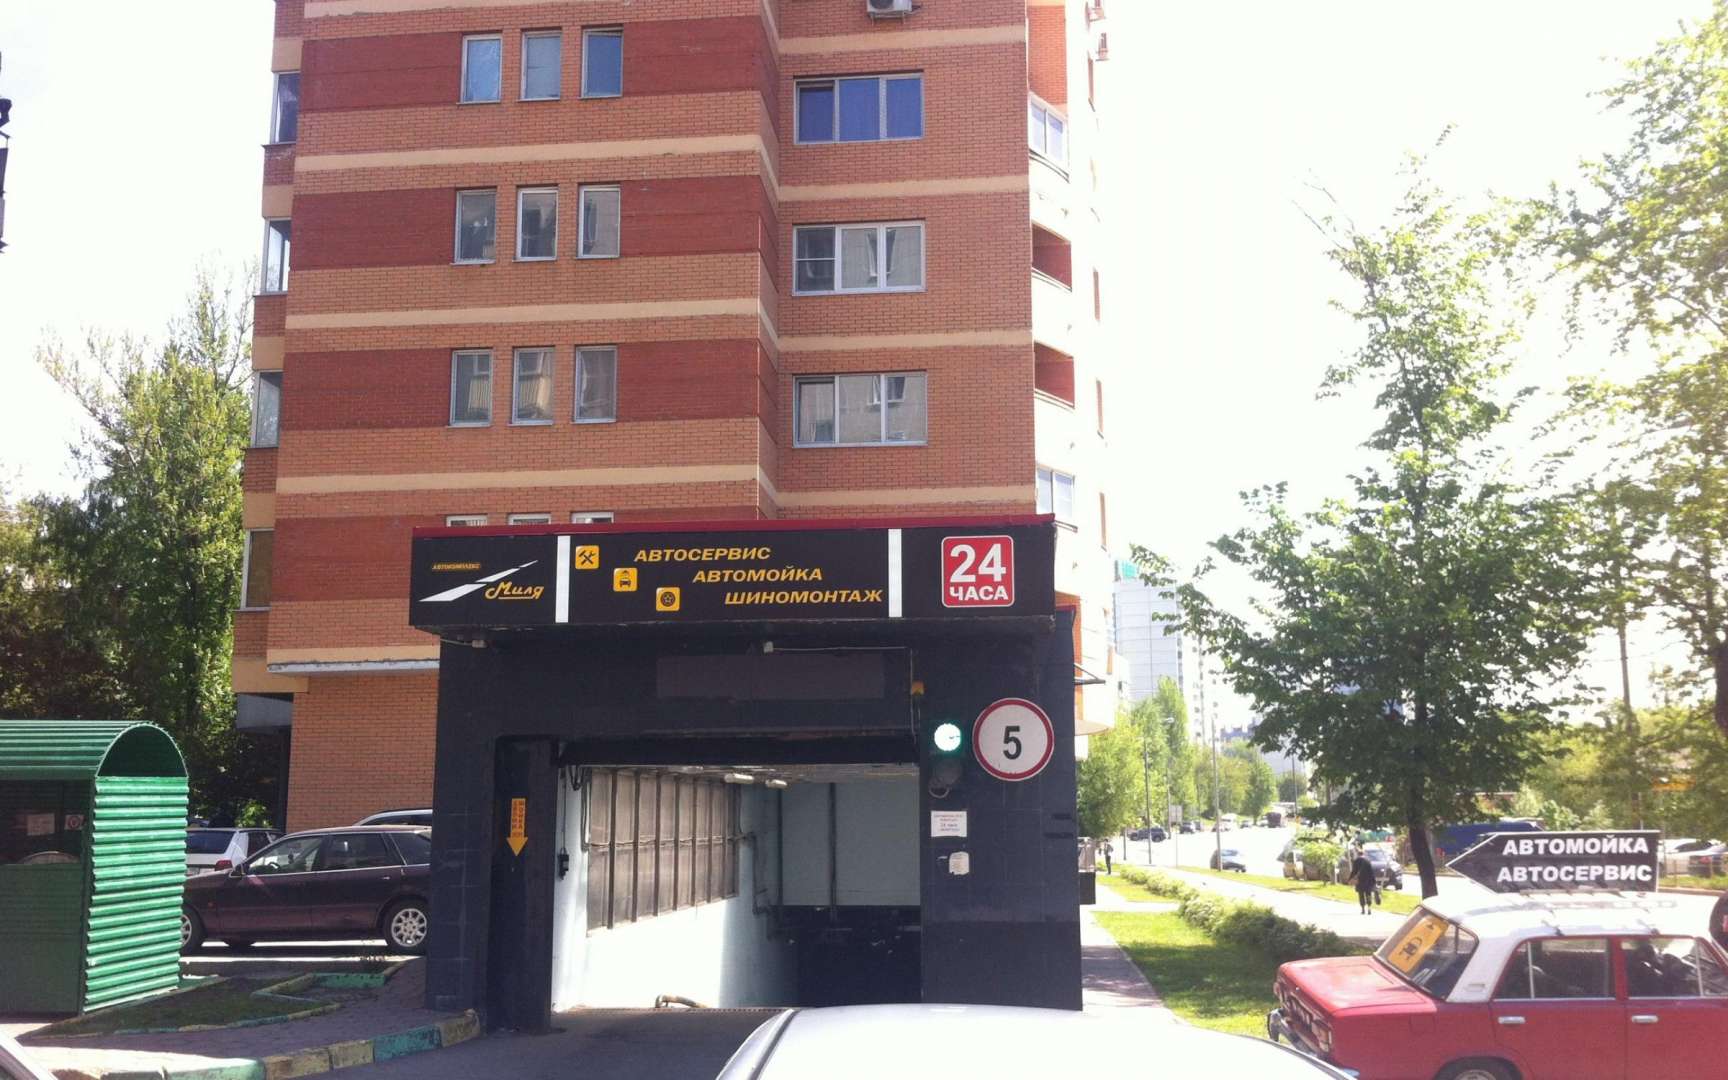 АВТОКОМПЛЕКС
Миля
АВТОСЕРВИС
АВТОМОЙКА
ШИНОМОНТАЖ
24
ЧАСА
5
АВТОМОЙКА
АВТОСЕРВИС